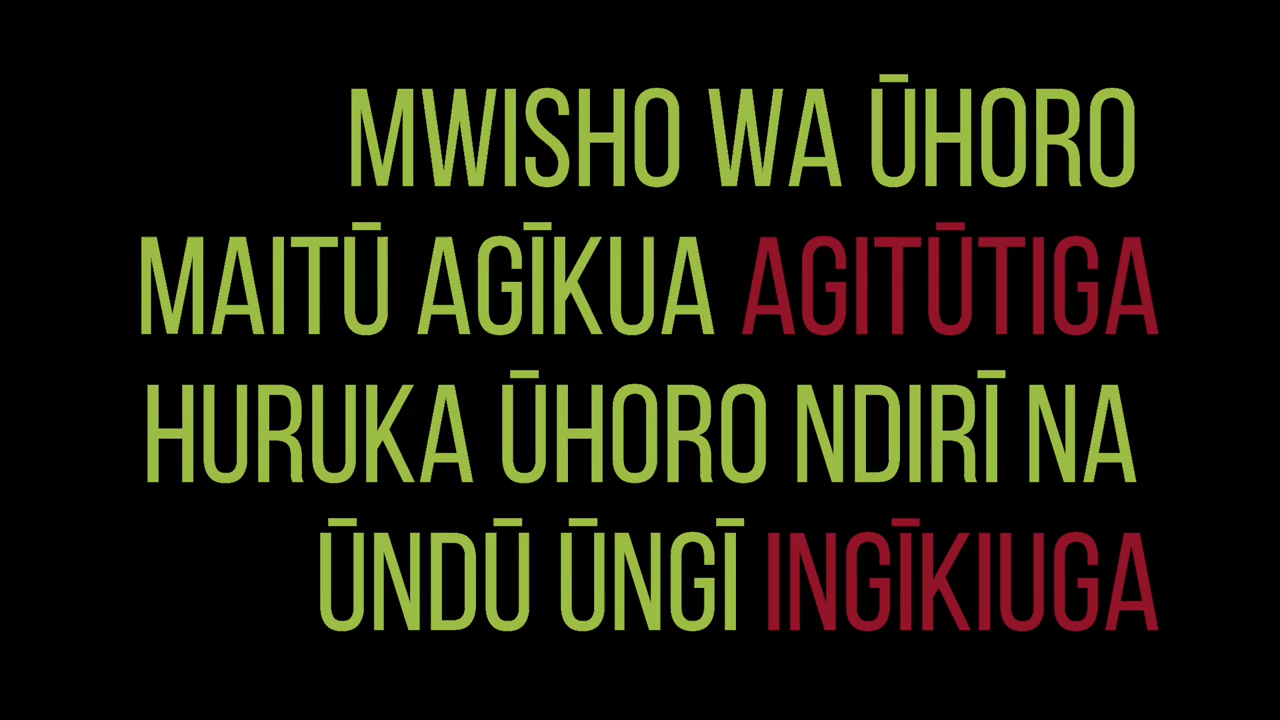 MWISHO WA ŪHORO
MAITŪ AGĪKUA AGITŪTIGA
HURUKA ŪHORO NDIRĪ NA
ŪNDŪ ŪNGĪ INGĪKIUGA